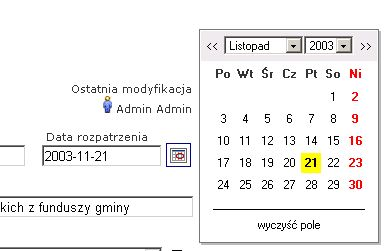 << Listopad 2003 >>
Po Wt Śr Cz Pt So Ni
1 2
3 4 5 6 7 8 9
10 11 12 13 14 15 16
17 18 19 20 21 22 23
24 25 26 27 28 29 30
wyczyść pole
Ostatnia modyfikacja
Admin Admin
Data rozpatrzenia
2003-11-21
kich z funduszy gminy